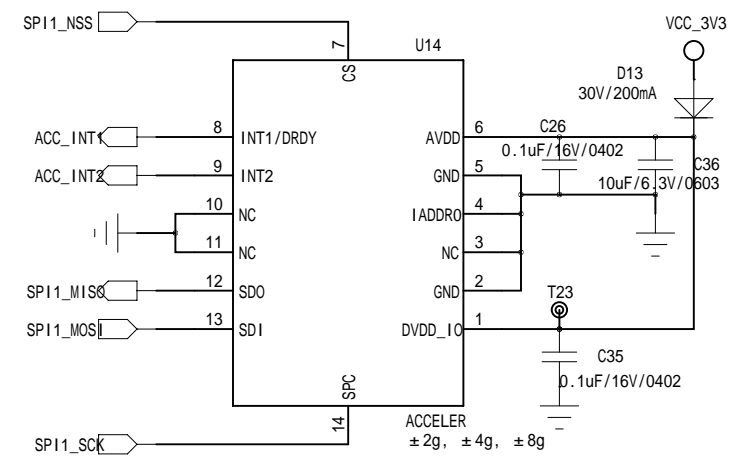 SPI1_NSS
7
U14
VCC_3V3
CS
D13
30V/200mA
ACC_INT1
8
INT1/DRDY
AVDD
6
C26
0.1uF/16V/0402
ACC_INT2
9
INT2
GND
5
C36
10uF/6.3V/0603
10
NC
IADDR0
4
11
NC
NC
3
SPI1_MISO
12
SDO
GND
2
T23
SPI1_MOSI
13
SDI
DVDD_IO
1
C35
0.1uF/16V/0402
SPC
14
ACCELER
±2g, ±4g, ±8g
SPI1_SCK